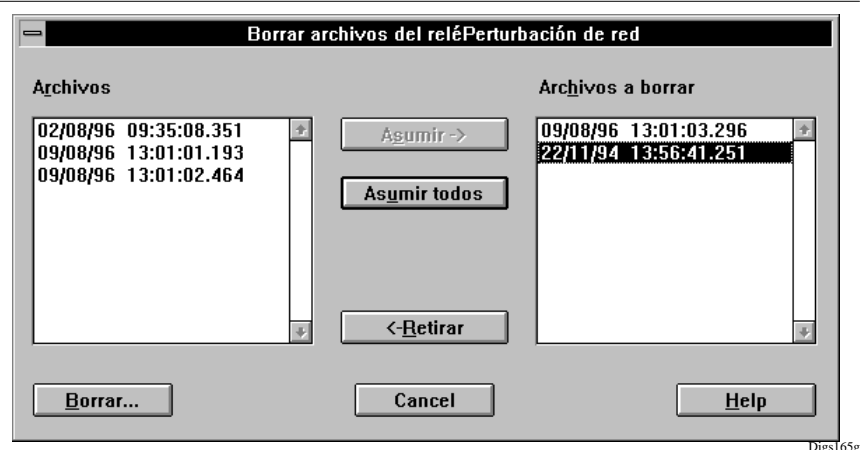 Borrar archivos del reléPerturbación de red
Archivos
02/08/96 09:35:08.351
09/08/96 13:01:01.193
09/08/96 13:01:02.464
Asumir ->
Asumir todos
<-Retirar
Archivos a borrar
09/08/96 13:01:03.296
22/11/94 13:56:41.251
Borrar...
Cancel
Help
Digs165g